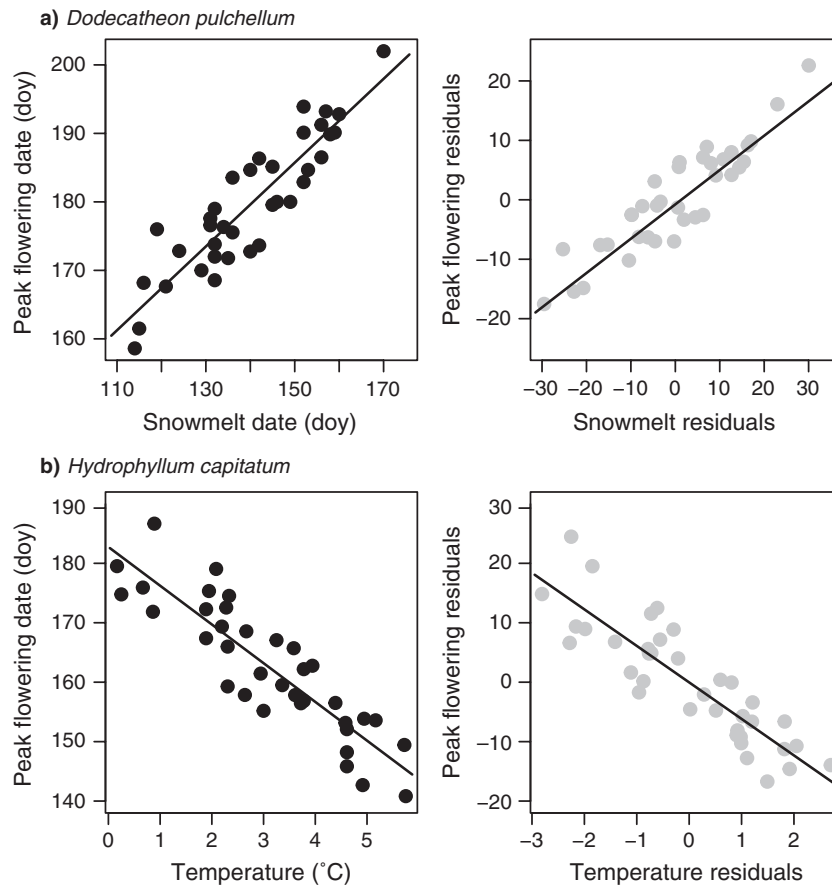 a) Dodecatheon pulchellum
Peak flowering date (doy)
200
190
180
170
160
110 130 150 170
Snowmelt date (doy)
Peak flowering residuals
20
10
0
−10
−20
−30 −20 −10 0 10 20 30
Snowmelt residuals
b) Hydrophyllum capitatum
Peak flowering date (doy)
190
180
170
160
150
140
0 1 2 3 4 5
Temperature (˚C)
Peak flowering residuals
30
20
10
0
−10
−20
−3 −2 −1 0 1 2
Temperature residuals